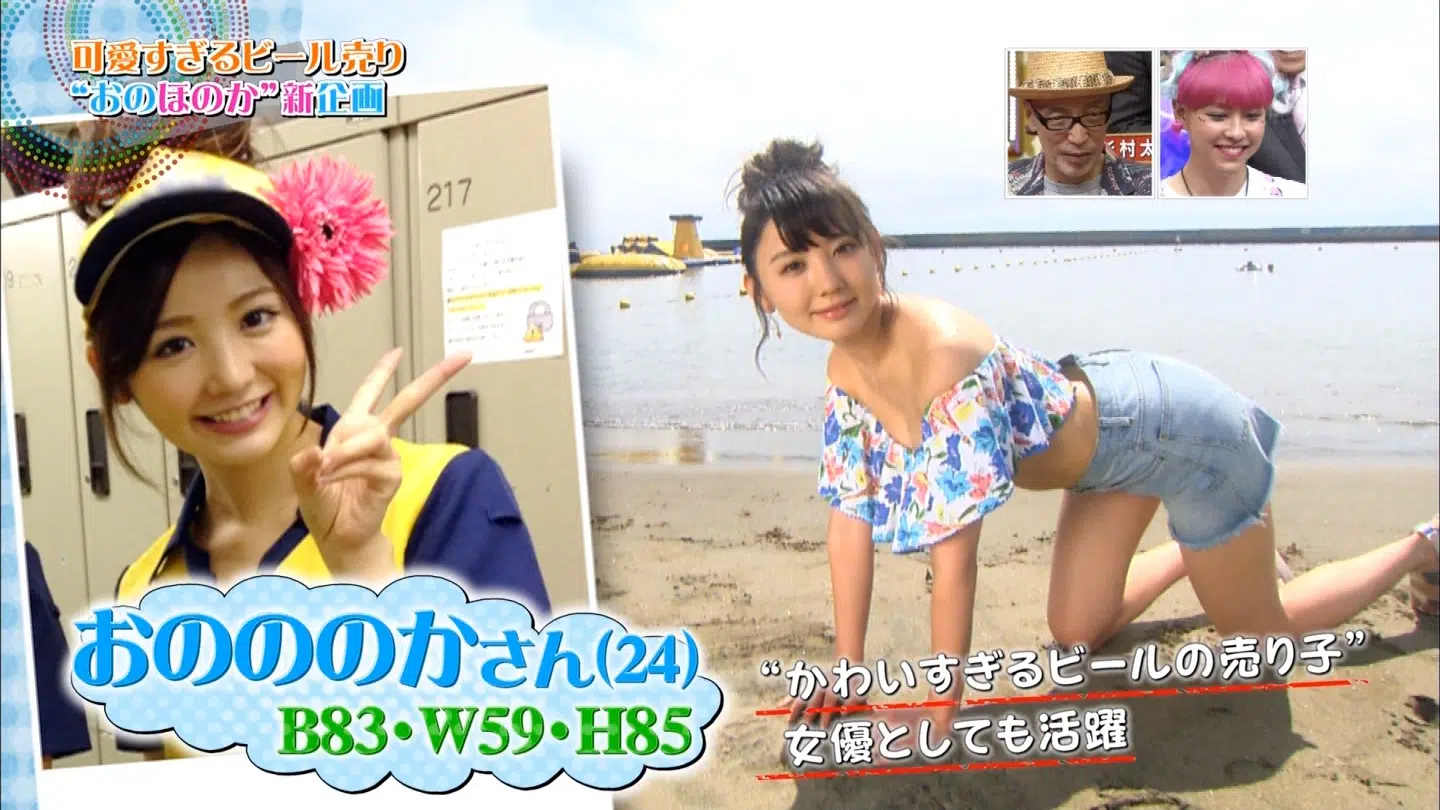 可愛すぎるビール売り
“おのほのか”新企画
村太
217
おのののかさん(24)
B83・W59・H85
“かわいすぎるビールの売り子”
女優としても活躍